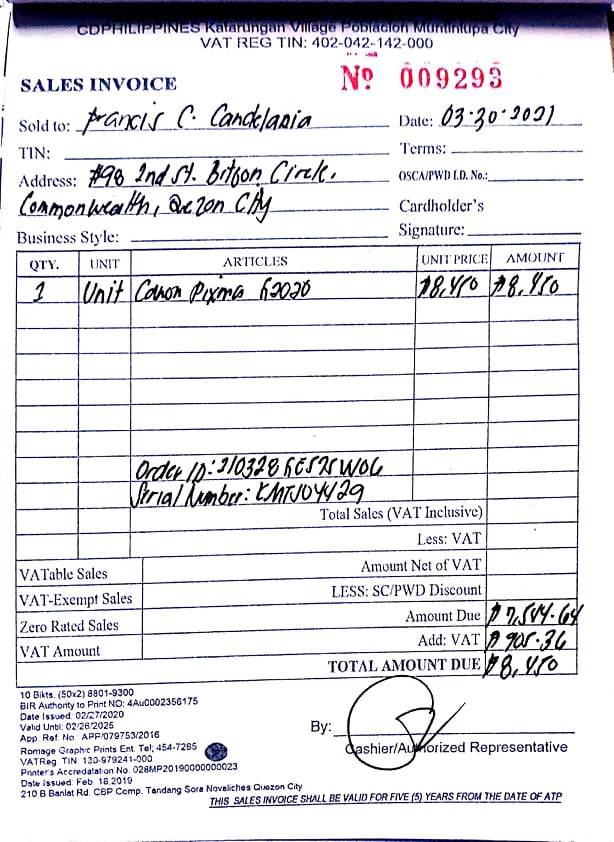 CDPHILIPPINES Katarungan Village Poblacion Muntinlupa City
VAT REG TIN: 402-042-142-000
SALES INVOICE Nº 009293
Sold to: Francis C. Candelaria Date: 03-30-2021
TIN: Terms:
Address: #98 2nd St. Bitson Circle, OSCA/PWD I.D. No.:
Commonwealth, Quezon City Cardholder's
Business Style: Signature:
QTY. UNIT ARTICLES UNIT PRICE AMOUNT
1 Unit Canon Pixma G2020 ₱8,450 ₱8,450
Order ID: 210328
Serial Number:
Total Sales (VAT Inclusive)
Less: VAT
VATable Sales Amount Net of VAT
VAT-Exempt Sales LESS: SC/PWD Discount
Zero Rated Sales Amount Due ₱7,544.64
VAT Amount Add: VAT ₱905.36
TOTAL AMOUNT DUE ₱8,450
10 Bkts. (50x2) 8801-9300
BIR Authority to Print NO: 4Au0002356175
Date Issued: 02/27/2020
Valid Until: 02/26/2025
App. Ref. No. APP/079753/2016
Romage Graphic Prints Ent. Tel; 454-7265
VATReg. TIN. 130-979241-000
Printer's Accredatation No. 028MP20190000000023
Date Issued: Feb. 18,2019
210 B Banlat Rd. CBP Comp. Tandang Sora Novaliches Quezon City
By:
Cashier/Authorized Representative
THIS SALES INVOICE SHALL BE VALID FOR FIVE (5) YEARS FROM THE DATE OF ATP